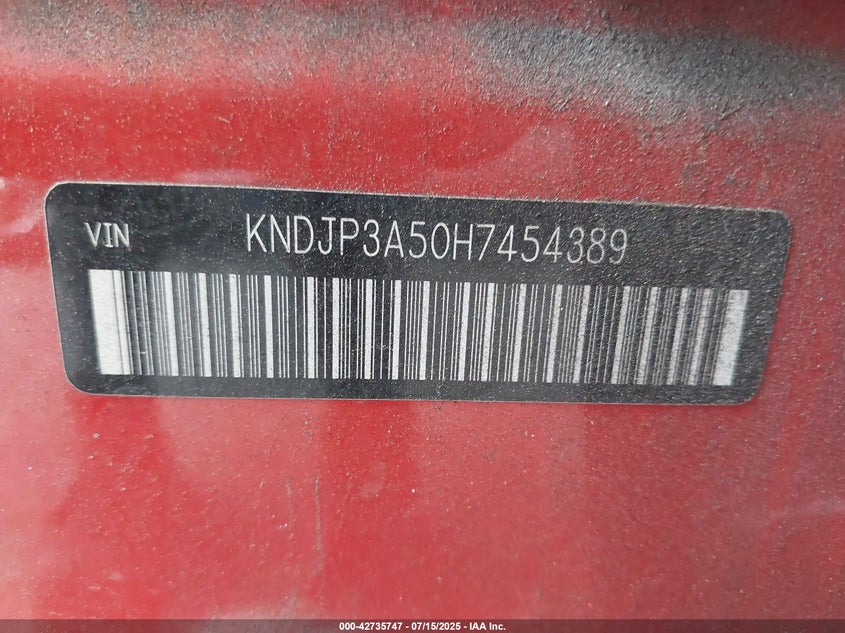 VIN KNDJP3A50H7454389
000-42735747 - 07/15/2025 - IAA Inc.